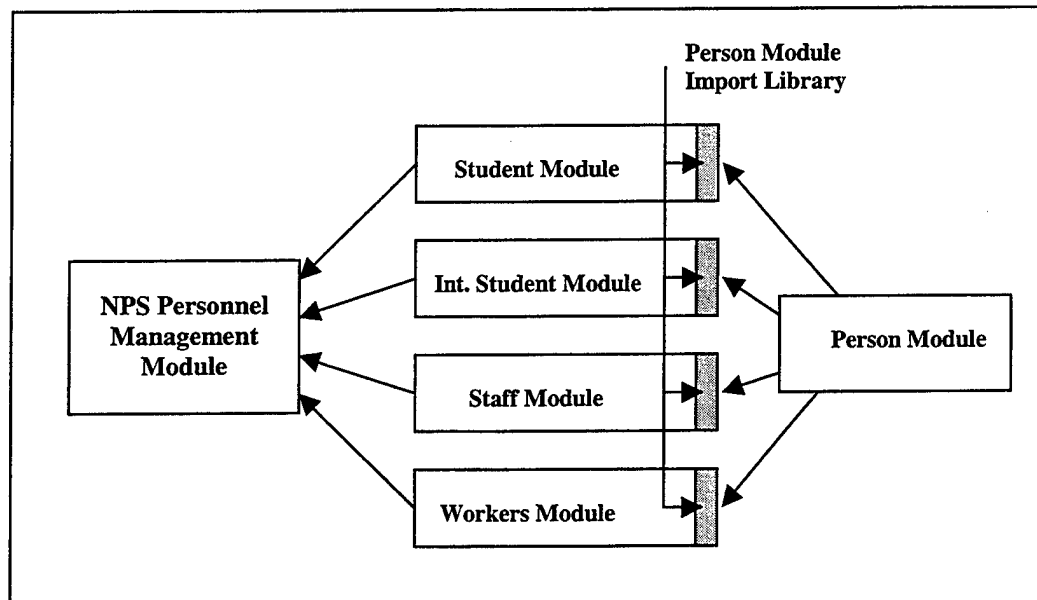 Person Module
Import Library
Student Module
Int. Student Module
NPS Personnel
Management
Module
Person Module
Staff Module
Workers Module